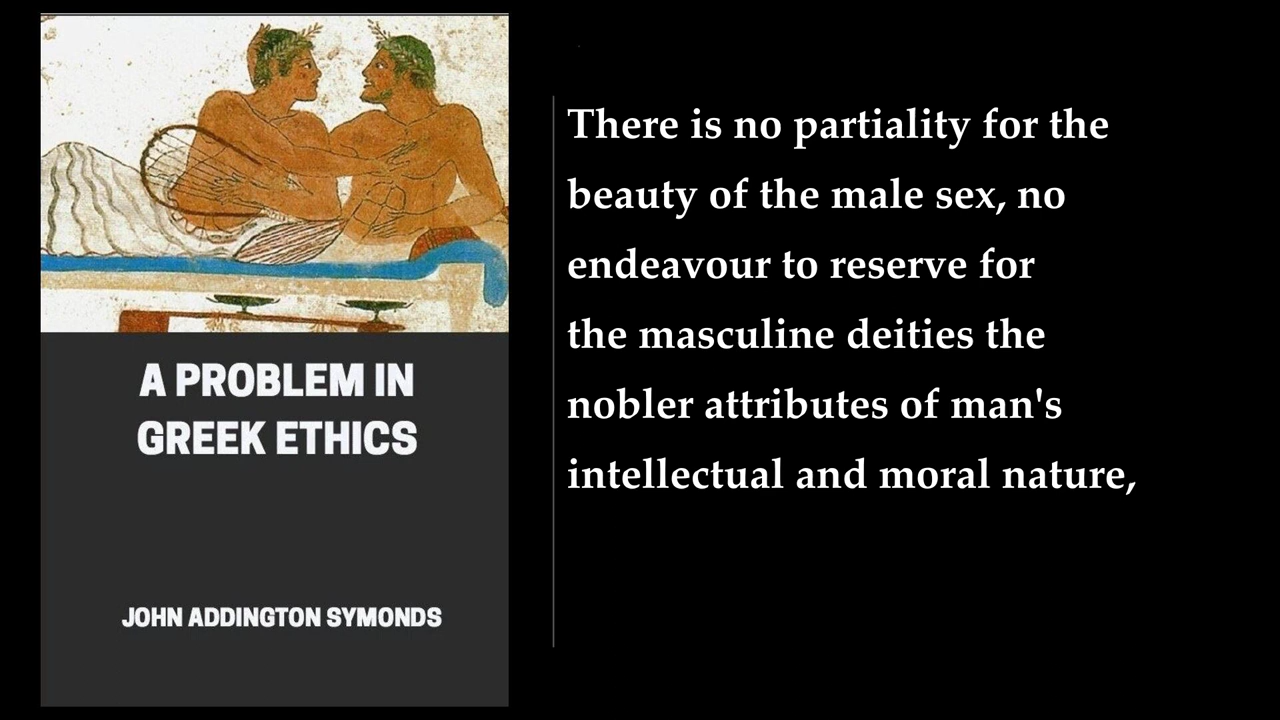 A PROBLEM IN
GREEK ETHICS
JOHN ADDINGTON SYMONDS
There is no partiality for the
beauty of the male sex, no
endeavour to reserve for
the masculine deities the
nobler attributes of man's
intellectual and moral nature,